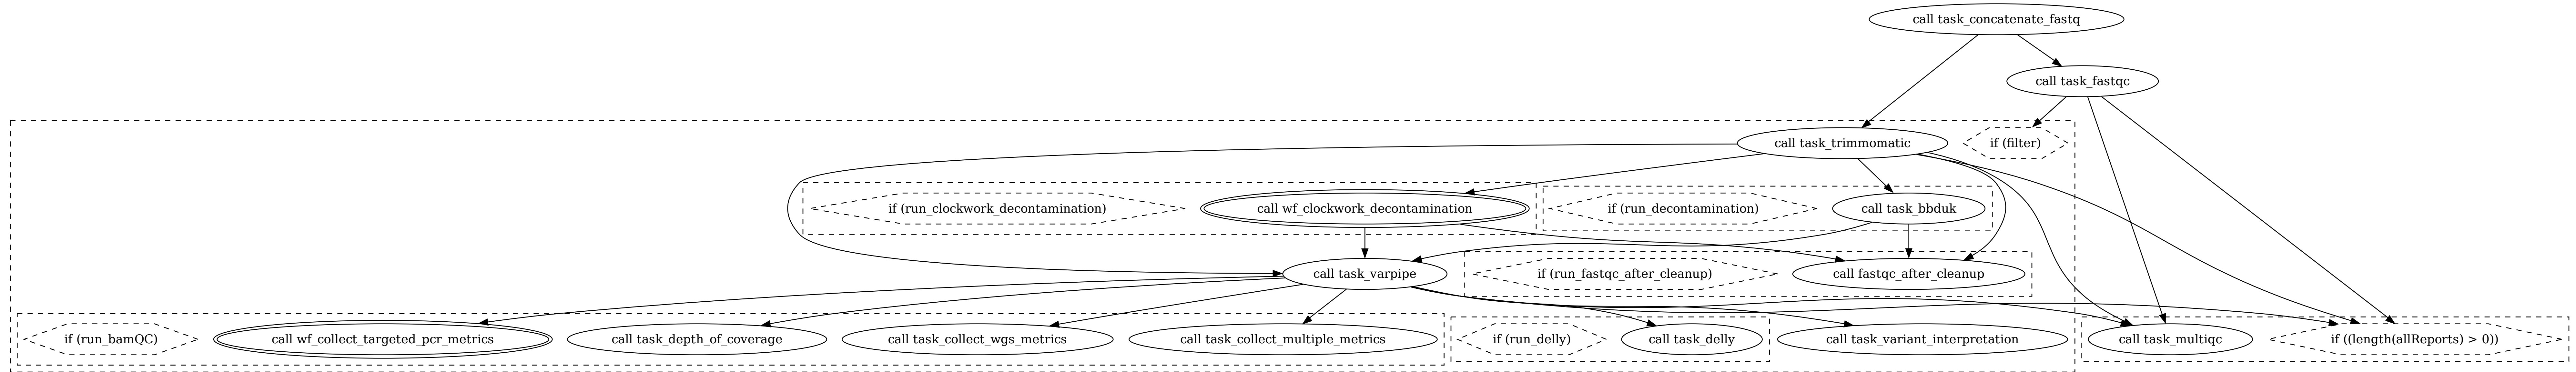 call task_concatenate_fastq
call task_fastqc
call task_trimmomatic
if (filter)
if (run_clockwork_decontamination)
call wf_clockwork_decontamination
if (run_decontamination)
call task_bbduk
call task_varpipe
if (run_fastqc_after_cleanup)
call fastqc_after_cleanup
if (run_bamQC)
call wf_collect_targeted_pcr_metrics
call task_depth_of_coverage
call task_collect_wgs_metrics
call task_collect_multiple_metrics
if (run_delly)
call task_delly
call task_variant_interpretation
call task_multiqc
if ((length(allReports) > 0))